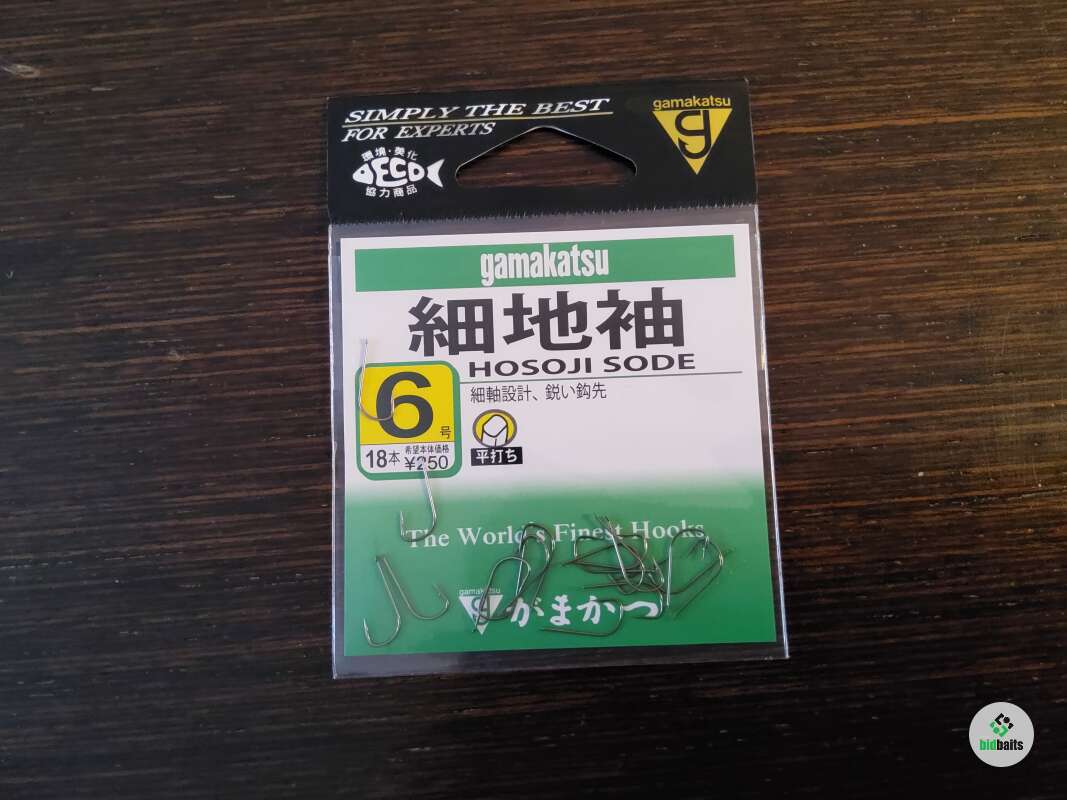 SIMPLY THE BEST
FOR EXPERTS
gamakatsu
環境・美化
DECO
協力商品
gamakatsu
細地袖
HOSOJI SODE
細軸設計、鋭い鈎先
6号
18本 希望本体価格 ¥250
平打ち
The World's Finest Hooks
gamakatsu
がまかつ
bidbaits